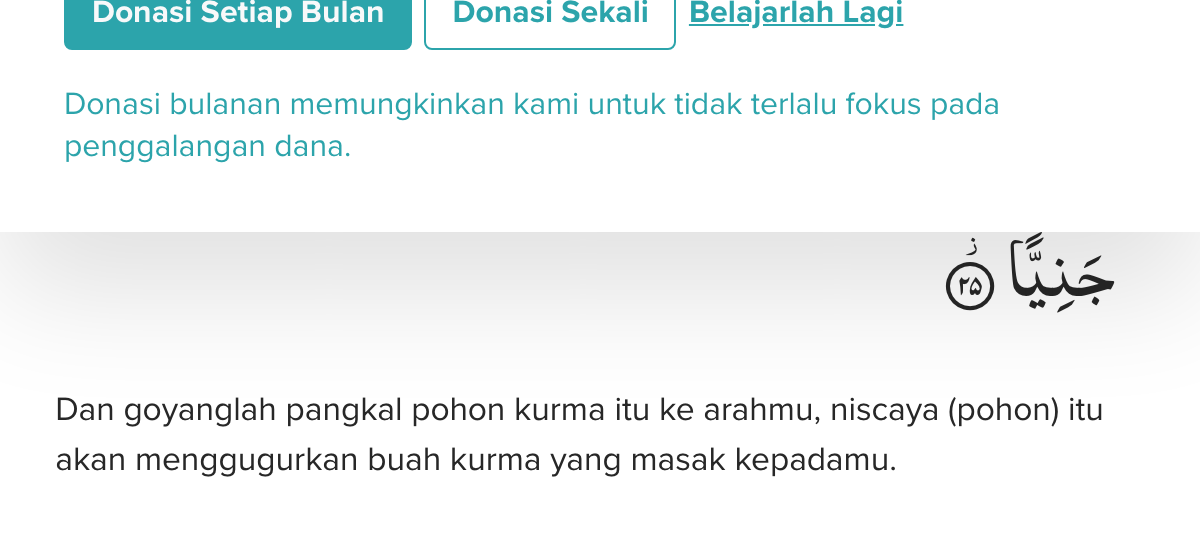 Donasi Setiap Bulan Donasi Sekali Belajarlah Lagi
Donasi bulanan memungkinkan kami untuk tidak terlalu fokus pada
penggalangan dana.
جَنِيًّا ۲۵ ز
Dan goyanglah pangkal pohon kurma itu ke arahmu, niscaya (pohon) itu
akan menggugurkan buah kurma yang masak kepadamu.